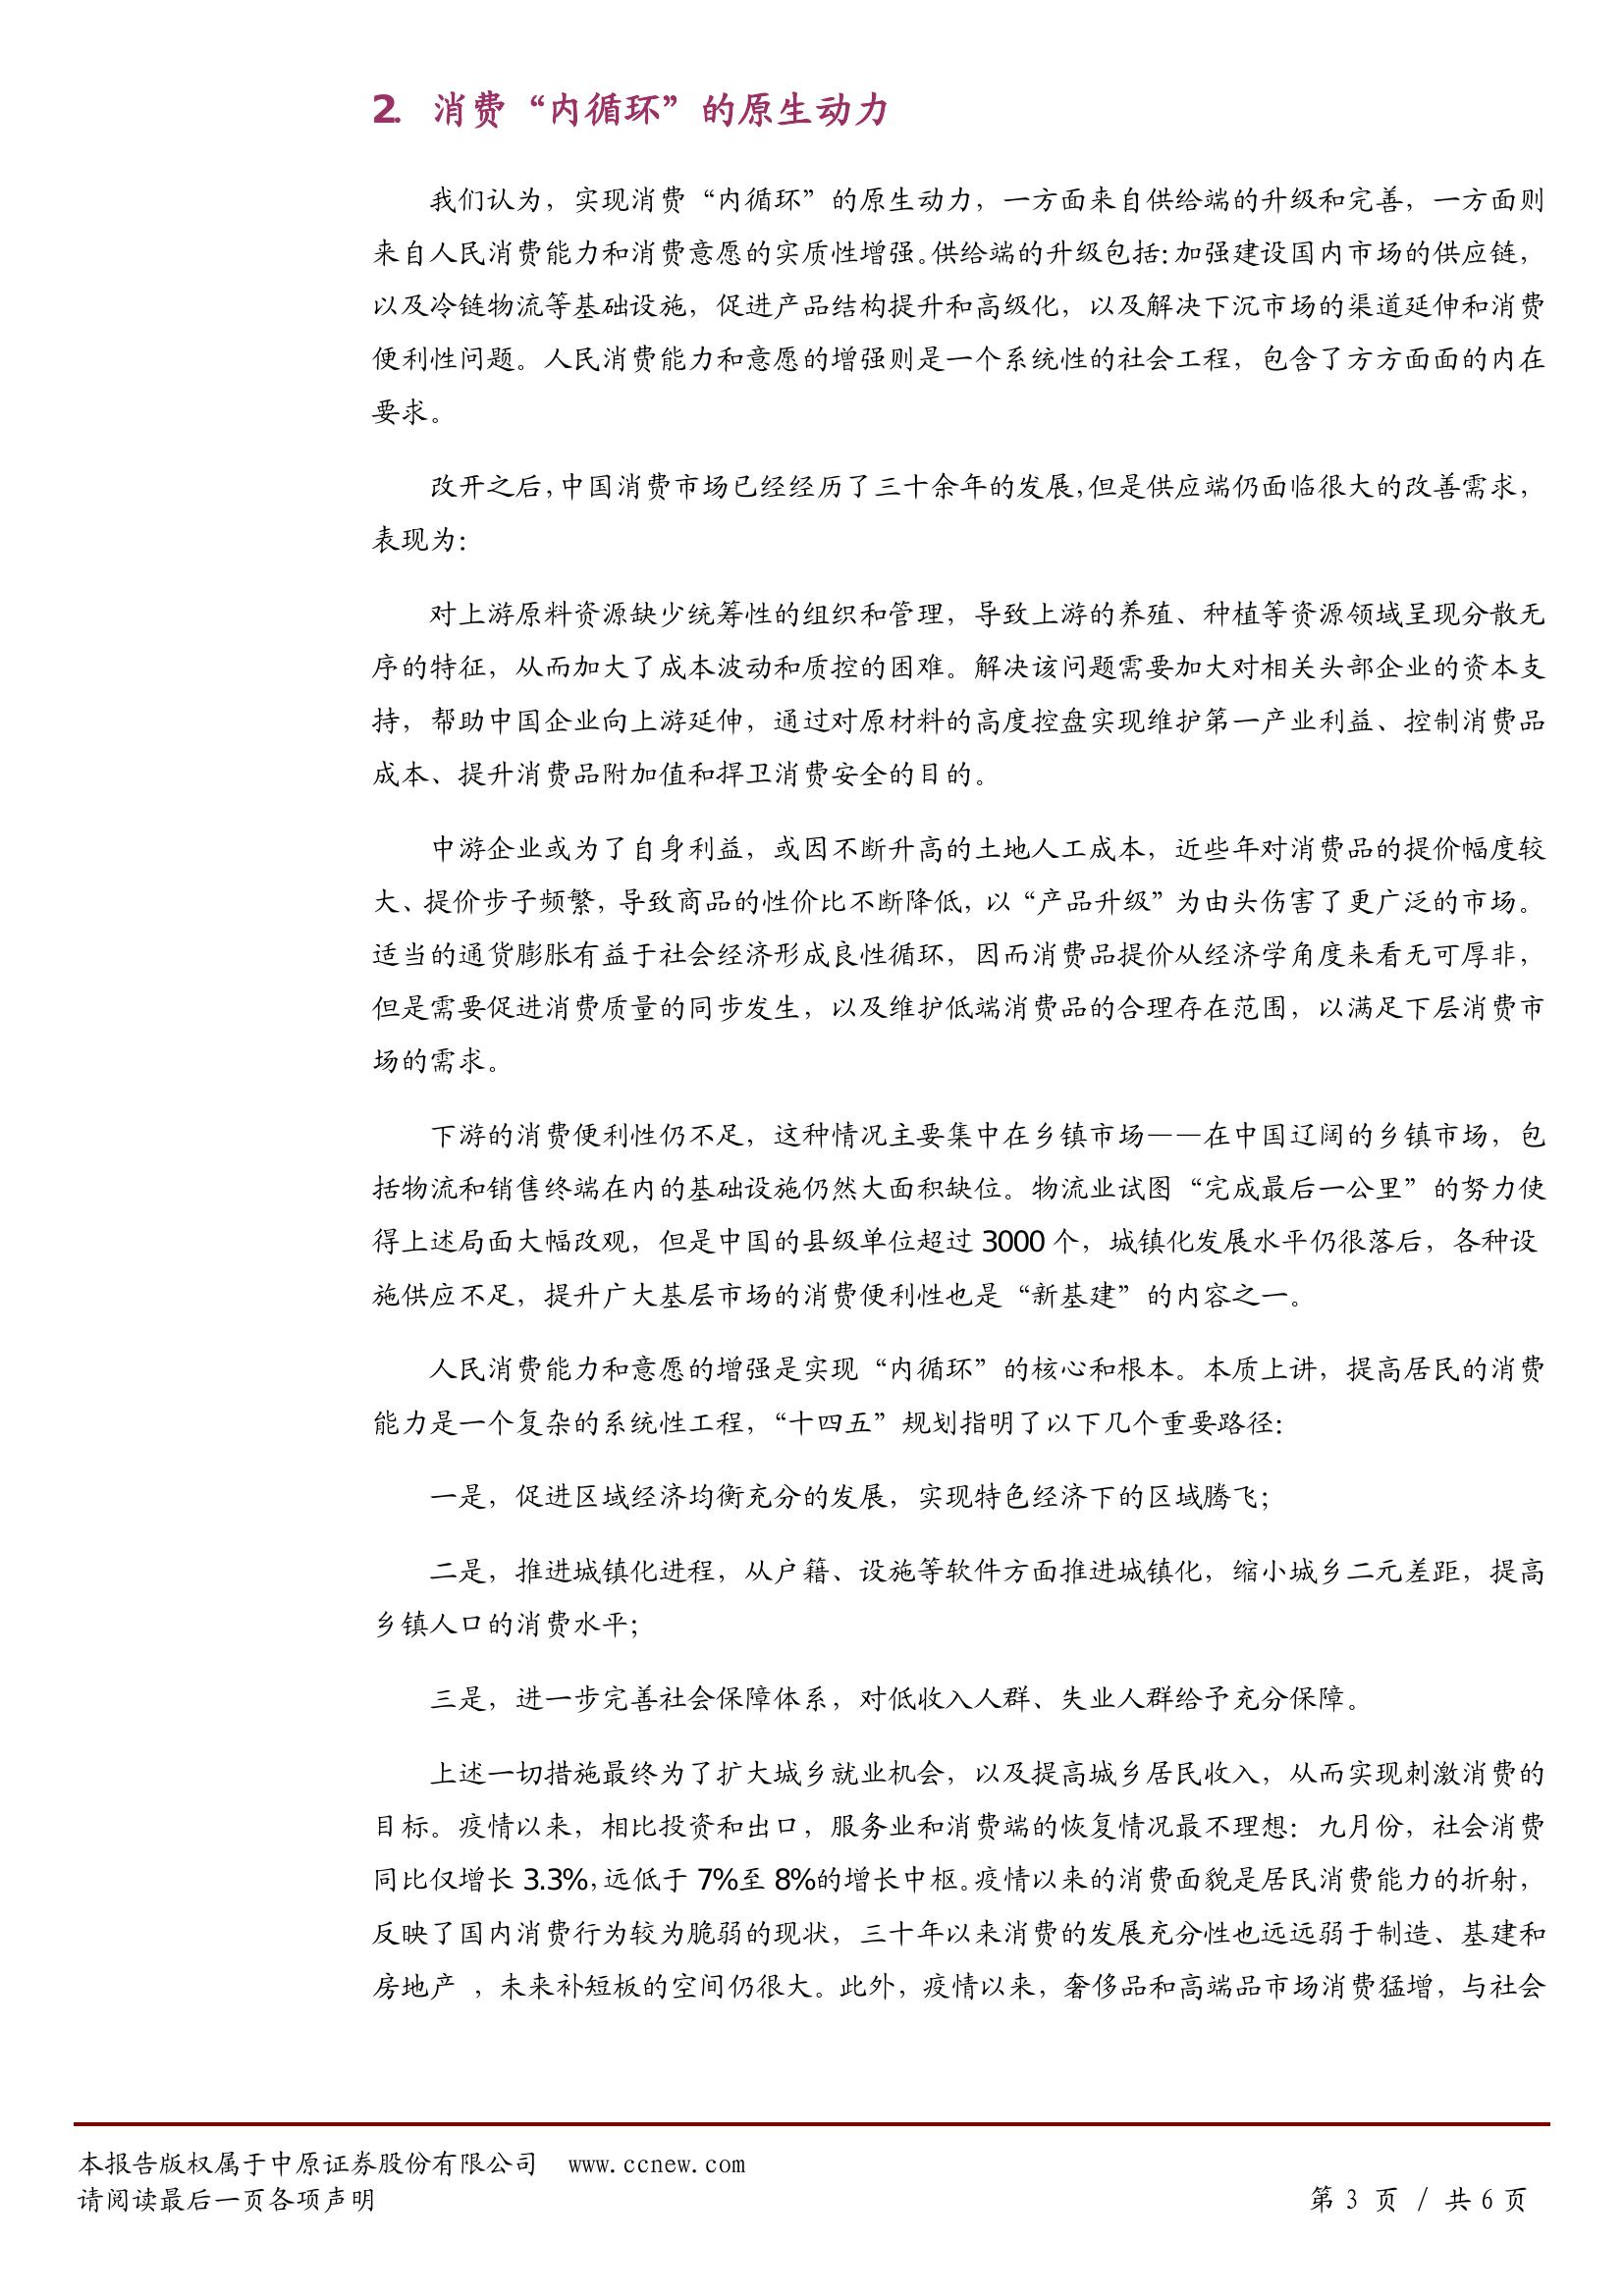 2. 消费“内循环”的原生动力
我们认为，实现消费“内循环”的原生动力，一方面来自供给端的升级和完善，一方面则
来自人民消费能力和消费意愿的实质性增强。供给端的升级包括：加强建设国内市场的供应链，
以及冷链物流等基础设施，促进产品结构提升和高级化，以及解决下沉市场的渠道延伸和消费
便利性问题。人民消费能力和意愿的增强则是一个系统性的社会工程，包含了方方面面的内在
要求。
改开之后，中国消费市场已经经历了三十余年的发展，但是供应端仍面临很大的改善需求，
表现为：
对上游原料资源缺少统筹性的组织和管理，导致上游的养殖、种植等资源领域呈现分散无
序的特征，从而加大了成本波动和质控的困难。解决该问题需要加大对相关头部企业的资本支
持，帮助中国企业向上游延伸，通过对原材料的高度控盘实现维护第一产业利益、控制消费品
成本、提升消费品附加值和捍卫消费安全的目的。
中游企业或为了自身利益，或因不断升高的土地人工成本，近些年对消费品的提价幅度较
大、提价步子频繁，导致商品的性价比不断降低，以“产品升级”为由头伤害了更广泛的市场。
适当的通货膨胀有益于社会经济形成良性循环，因而消费品提价从经济学角度来看无可厚非，
但是需要促进消费质量的同步发生，以及维护低端消费品的合理存在范围，以满足下层消费市
场的需求。
下游的消费便利性仍不足，这种情况主要集中在乡镇市场——在中国辽阔的乡镇市场，包
括物流和销售终端在内的基础设施仍然大面积缺位。物流业试图“完成最后一公里”的努力使
得上述局面大幅改观，但是中国的县级单位超过 3000 个，城镇化发展水平仍很落后，各种设
施供应不足，提升广大基层市场的消费便利性也是“新基建”的内容之一。
人民消费能力和意愿的增强是实现“内循环”的核心和根本。本质上讲，提高居民的消费
能力是一个复杂的系统性工程，“十四五”规划指明了以下几个重要路径：
一是，促进区域经济均衡充分的发展，实现特色经济下的区域腾飞；
二是，推进城镇化进程，从户籍、设施等软件方面推进城镇化，缩小城乡二元差距，提高
乡镇人口的消费水平；
三是，进一步完善社会保障体系，对低收入人群、失业人群给予充分保障。
上述一切措施最终为了扩大城乡就业机会，以及提高城乡居民收入，从而实现刺激消费的
目标。疫情以来，相比投资和出口，服务业和消费端的恢复情况最不理想：九月份，社会消费
同比仅增长 3.3%，远低于 7%至 8%的增长中枢。疫情以来的消费面貌是居民消费能力的折射，
反映了国内消费行为较为脆弱的现状，三十年以来消费的发展充分性也远远弱于制造、基建和
房地产 ，未来补短板的空间仍很大。此外，疫情以来，奢侈品和高端品市场消费猛增，与社会
本报告版权属于中原证券股份有限公司 www.ccnew.com
请阅读最后一页各项声明
第 3 页 / 共 6 页